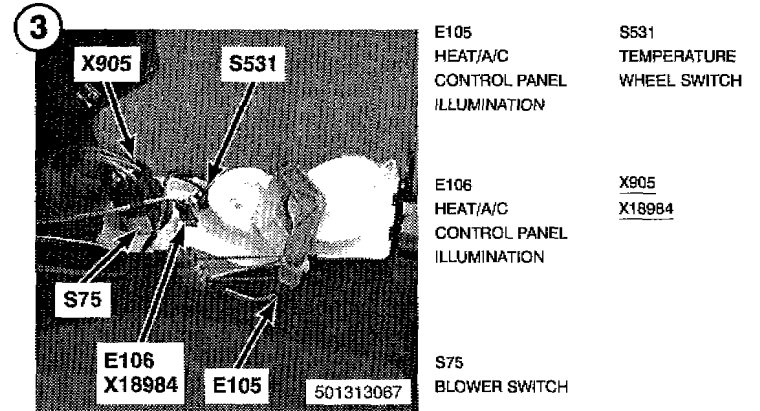 3
X905
S531
S75
E106
X18984
E105
501313067
E105
HEAT/A/C
CONTROL PANEL
ILLUMINATION
S531
TEMPERATURE
WHEEL SWITCH
E106
HEAT/A/C
CONTROL PANEL
ILLUMINATION
X905
X18984
S75
BLOWER SWITCH